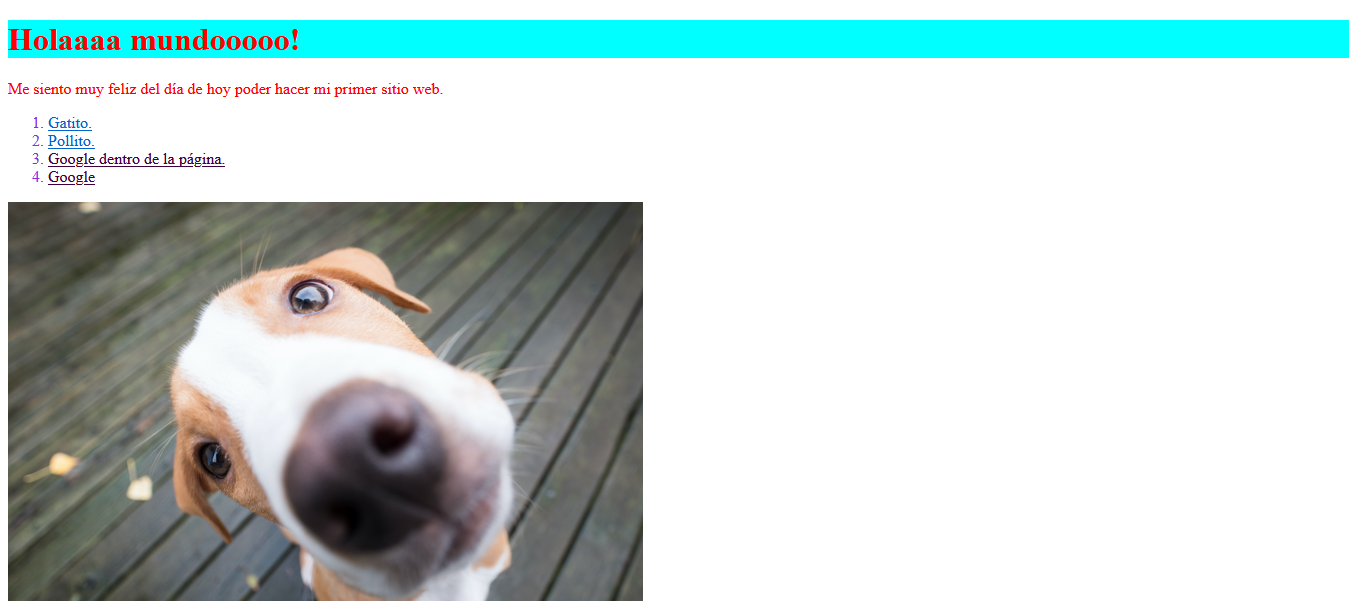 Holaaaa mundooooo!
Me siento muy feliz del día de hoy poder hacer mi primer sitio web.
1. Gatito.
2. Pollito.
3. Google dentro de la página.
4. Google